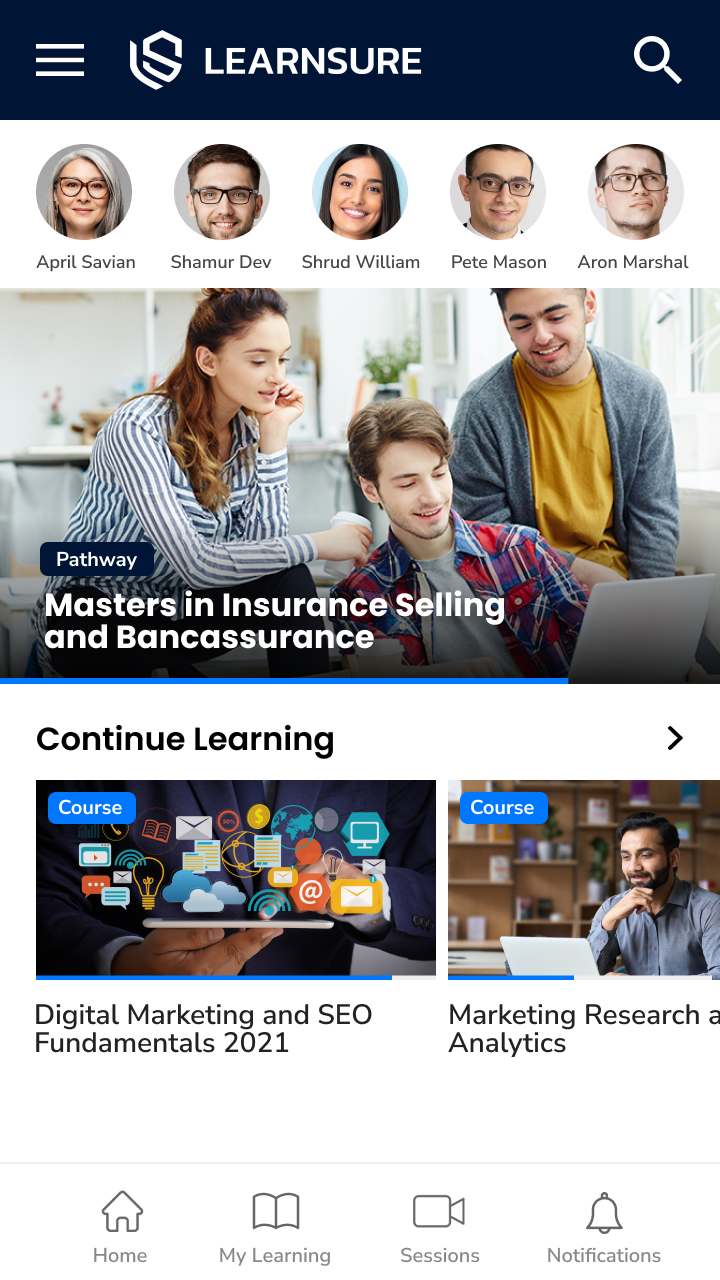 LEARNSURE
April Savian
Shamur Dev
Shrud William
Pete Mason
Aron Marshal
Pathway
Masters in Insurance Selling
and Bancassurance
Continue Learning
Course
Course
50%
$
@
Digital Marketing and SEO
Fundamentals 2021
Marketing Research a
Analytics
Home
My Learning
Sessions
Notifications